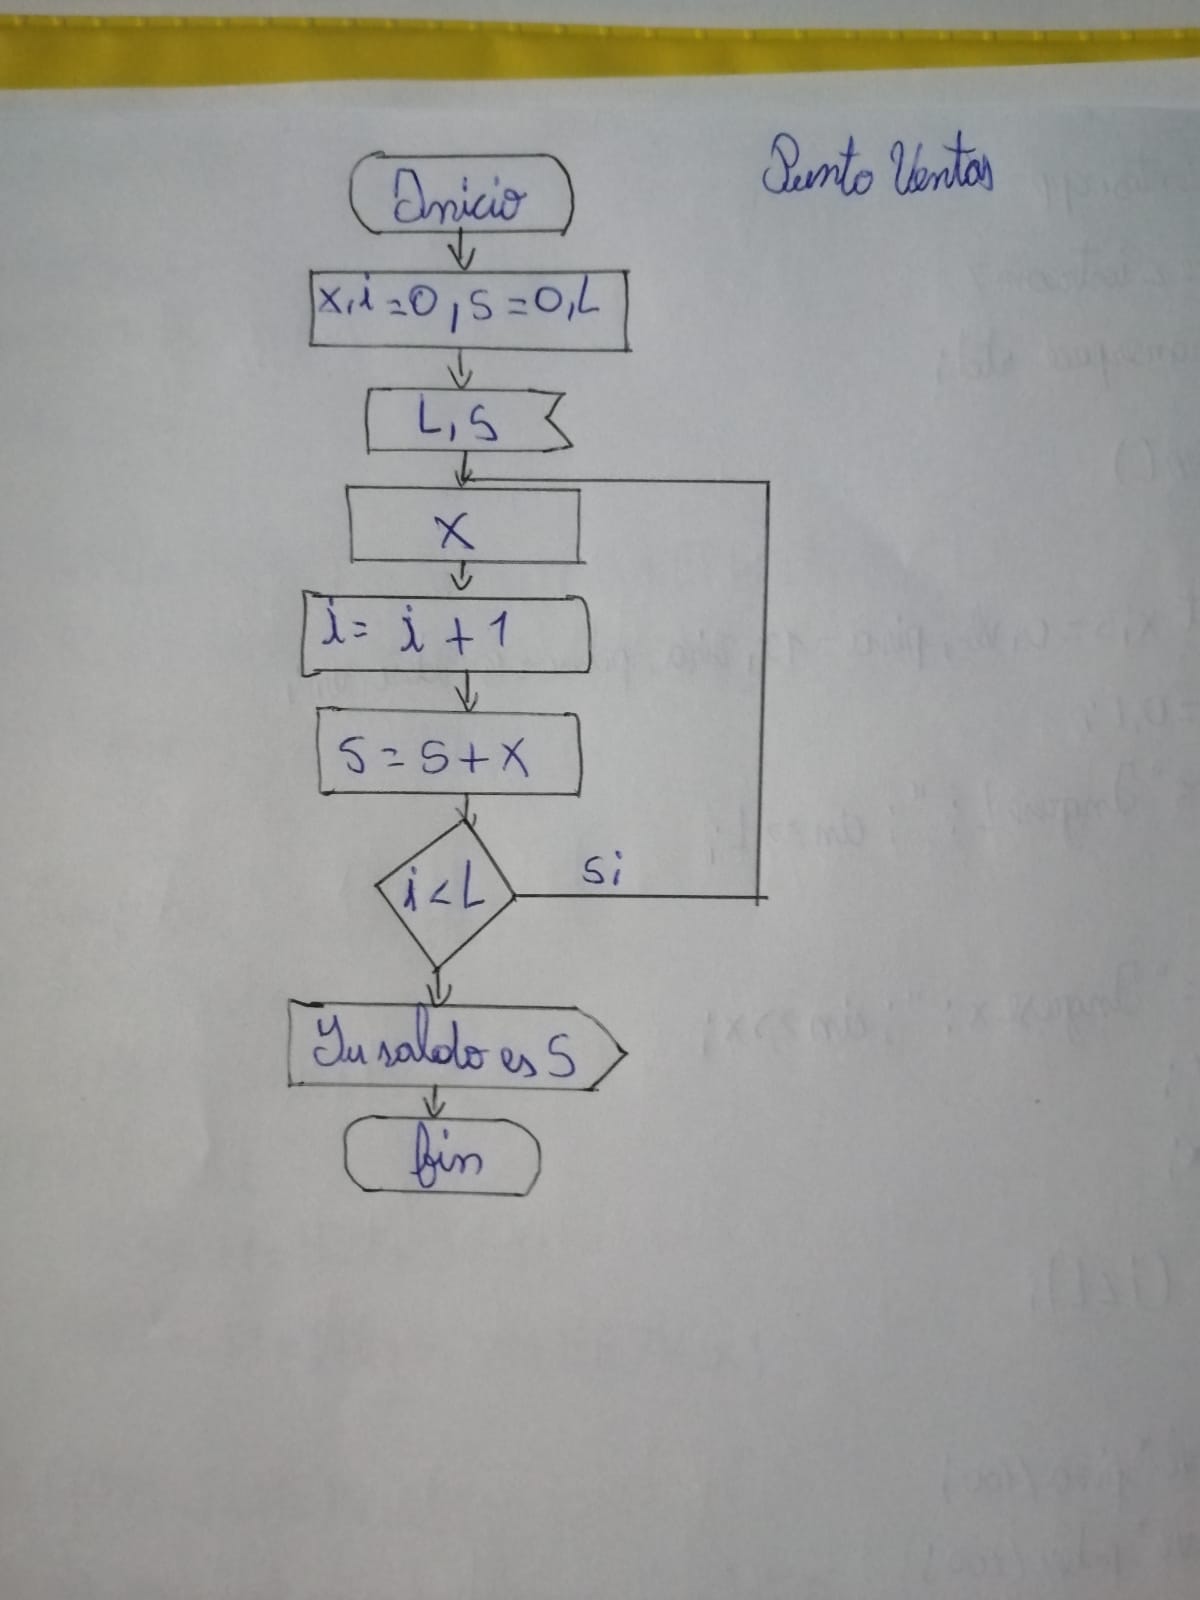 Punto Ventas
Inicio
x, i=0, S=0, L
L, S
X
i= i + 1
S = S + X
i < L
si
Tu saldo es S
fin